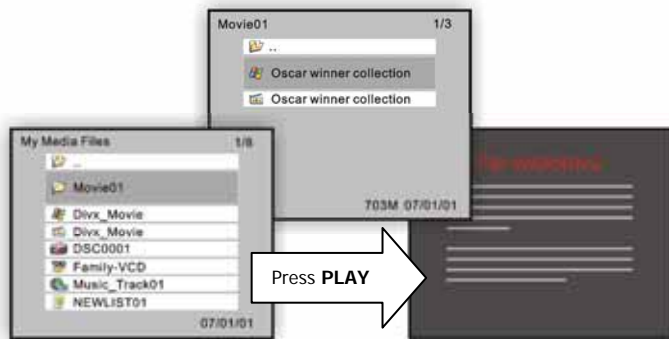 Movie01 1/3
..
Oscar winner collection
Oscar winner collection
703M 07/01/01
My Media Files 1/8
..
Movie01
Divx_Movie
Divx_Movie
DSC0001
Family-VCD
Music_Track01
NEWLIST01
07/01/01
Press PLAY